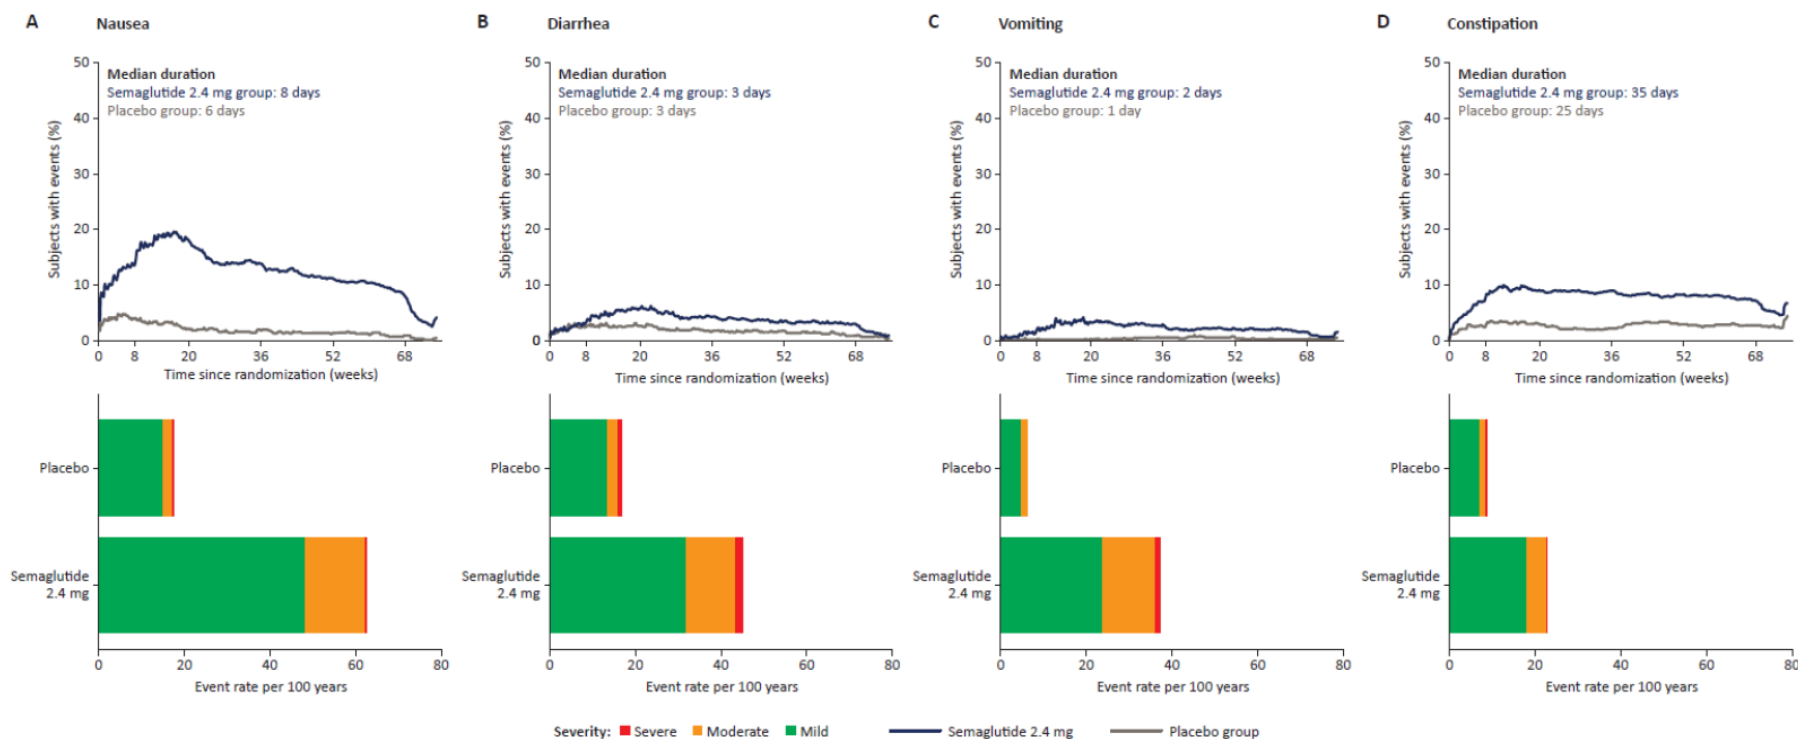 A Nausea
50
40
30
20
10
0
Subjects with events (%)
Median duration
Semaglutide 2.4 mg group: 8 days
Placebo group: 6 days
0 8 20 36 52 68
Time since randomization (weeks)
B Diarrhea
50
40
30
20
10
0
Subjects with events (%)
Median duration
Semaglutide 2.4 mg group: 3 days
Placebo group: 3 days
0 8 20 36 52 68
Time since randomization (weeks)
C Vomiting
50
40
30
20
10
0
Subjects with events (%)
Median duration
Semaglutide 2.4 mg group: 2 days
Placebo group: 1 day
0 8 20 36 52 68
Time since randomization (weeks)
D Constipation
50
40
30
20
10
0
Subjects with events (%)
Median duration
Semaglutide 2.4 mg group: 35 days
Placebo group: 25 days
0 8 20 36 52 68
Time since randomization (weeks)
Placebo
Semaglutide
2.4 mg
0 20 40 60 80
Event rate per 100 years
Placebo
Semaglutide
2.4 mg
0 20 40 60 80
Event rate per 100 years
Placebo
Semaglutide
2.4 mg
0 20 40 60 80
Event rate per 100 years
Placebo
Semaglutide
2.4 mg
0 20 40 60 80
Event rate per 100 years
Severity: Severe Moderate Mild Semaglutide 2.4 mg Placebo group